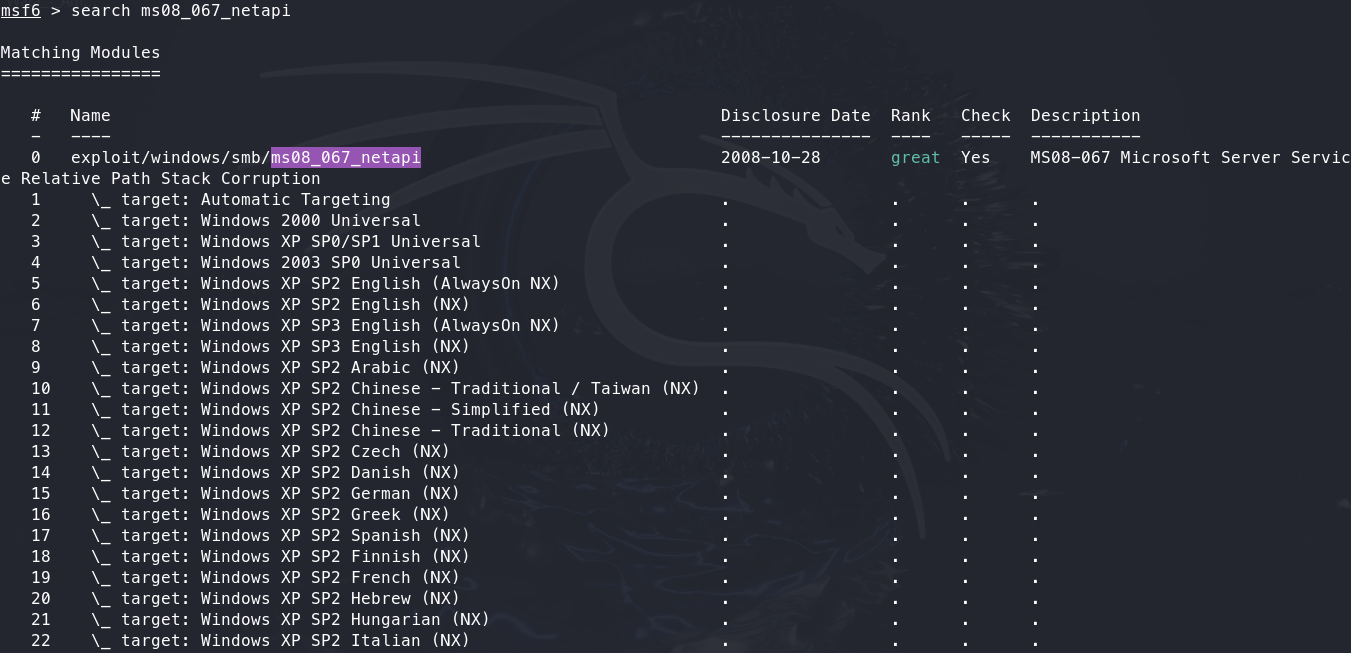 msf6 > search ms08_067_netapi
Matching Modules
================
#   Name   Disclosure Date   Rank   Check   Description
-   ----   ---------------   ----   -----   -----------
0   exploit/windows/smb/ms08_067_netapi   2008-10-28   great   Yes   MS08-067 Microsoft Server Servic
e Relative Path Stack Corruption
1   \_ target: Automatic Targeting   .   .   .   .
2   \_ target: Windows 2000 Universal   .   .   .   .
3   \_ target: Windows XP SP0/SP1 Universal   .   .   .   .
4   \_ target: Windows 2003 SP0 Universal   .   .   .   .
5   \_ target: Windows XP SP2 English (AlwaysOn NX)   .   .   .   .
6   \_ target: Windows XP SP2 English (NX)   .   .   .   .
7   \_ target: Windows XP SP3 English (AlwaysOn NX)   .   .   .   .
8   \_ target: Windows XP SP3 English (NX)   .   .   .   .
9   \_ target: Windows XP SP2 Arabic (NX)   .   .   .   .
10   \_ target: Windows XP SP2 Chinese - Traditional / Taiwan (NX)   .   .   .   .
11   \_ target: Windows XP SP2 Chinese - Simplified (NX)   .   .   .   .
12   \_ target: Windows XP SP2 Chinese - Traditional (NX)   .   .   .   .
13   \_ target: Windows XP SP2 Czech (NX)   .   .   .   .
14   \_ target: Windows XP SP2 Danish (NX)   .   .   .   .
15   \_ target: Windows XP SP2 German (NX)   .   .   .   .
16   \_ target: Windows XP SP2 Greek (NX)   .   .   .   .
17   \_ target: Windows XP SP2 Spanish (NX)   .   .   .   .
18   \_ target: Windows XP SP2 Finnish (NX)   .   .   .   .
19   \_ target: Windows XP SP2 French (NX)   .   .   .   .
20   \_ target: Windows XP SP2 Hebrew (NX)   .   .   .   .
21   \_ target: Windows XP SP2 Hungarian (NX)   .   .   .   .
22   \_ target: Windows XP SP2 Italian (NX)   .   .   .   .